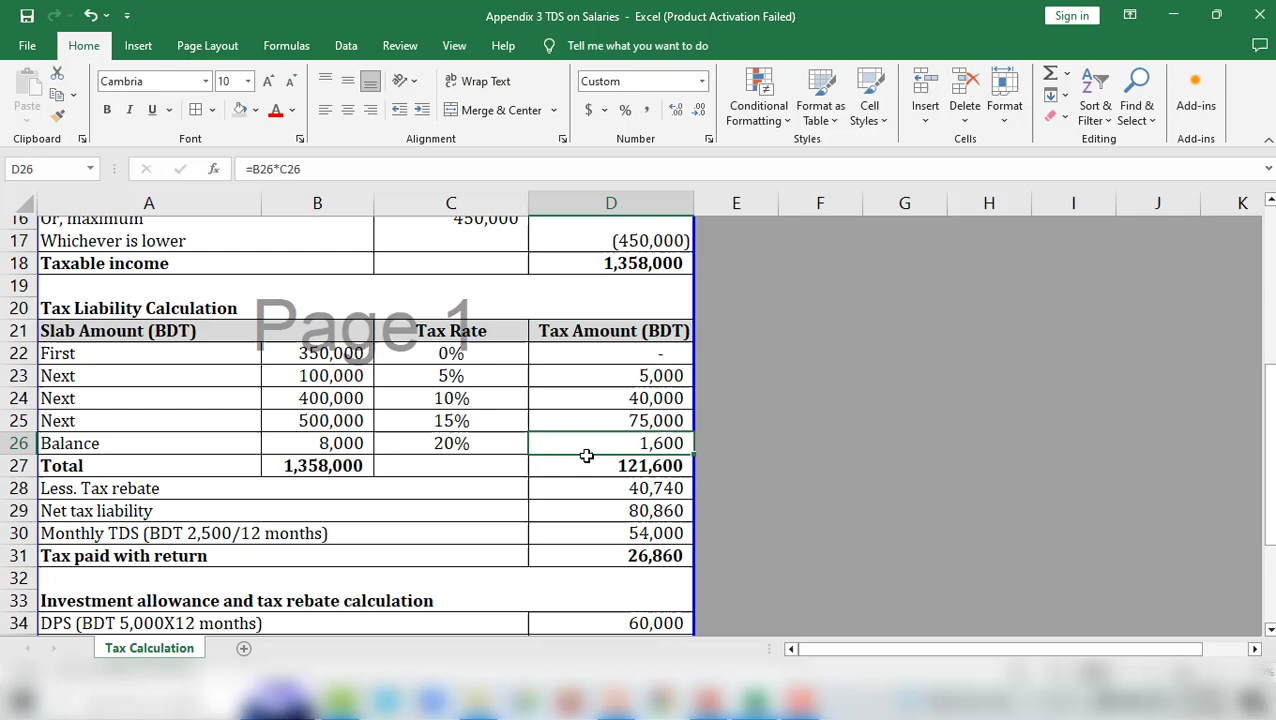 Appendix 3 TDS on Salaries - Excel (Product Activation Failed)
Sign in
File Home Insert Page Layout Formulas Data Review View Help Tell me what you want to do
Paste
Clipboard
Cambria 10
B I U A
Font
Wrap Text
Merge & Center
Alignment
Custom
$ % ,
Number
Conditional Formatting
Format as Table
Cell Styles
Styles
Insert
Delete
Format
Cells
Sort & Filter
Find & Select
Editing
Add-ins
Add-ins
D26 fx =B26*C26
A B C D E F G H I J K
16 Or, maximum 450,000
17 Whichever is lower (450,000)
18 Taxable income 1,358,000
19
20 Tax Liability Calculation
Page 1
21 Slab Amount (BDT) Tax Rate Tax Amount (BDT)
22 First 350,000 0% -
23 Next 100,000 5% 5,000
24 Next 400,000 10% 40,000
25 Next 500,000 15% 75,000
26 Balance 8,000 20% 1,600
27 Total 1,358,000 121,600
28 Less. Tax rebate 40,740
29 Net tax liability 80,860
30 Monthly TDS (BDT 2,500/12 months) 54,000
31 Tax paid with return 26,860
32
33 Investment allowance and tax rebate calculation
34 DPS (BDT 5,000X12 months) 60,000
Tax Calculation